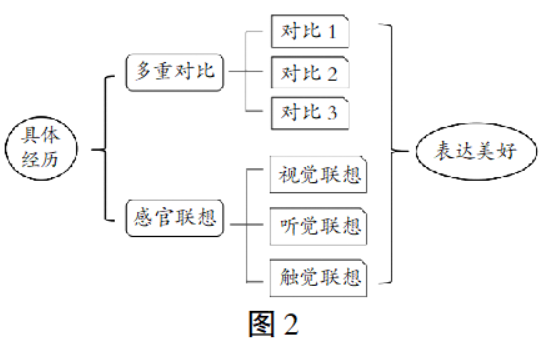 具体
经历
多重对比
对比1
对比2
对比3
感官联想
视觉联想
听觉联想
触觉联想
表达美好
图2